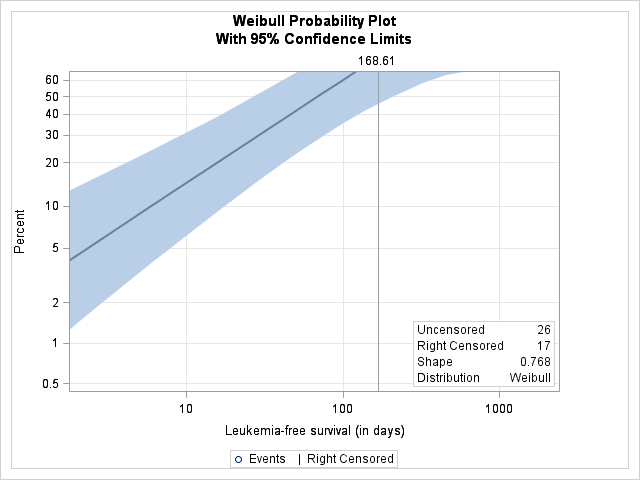 Weibull Probability Plot
With 95% Confidence Limits
168.61
60
50
40
30
20
10
5
2
1
0.5
Percent
Uncensored 26
Right Censored 17
Shape 0.768
Distribution Weibull
10 100 1000
Leukemia-free survival (in days)
Events | Right Censored